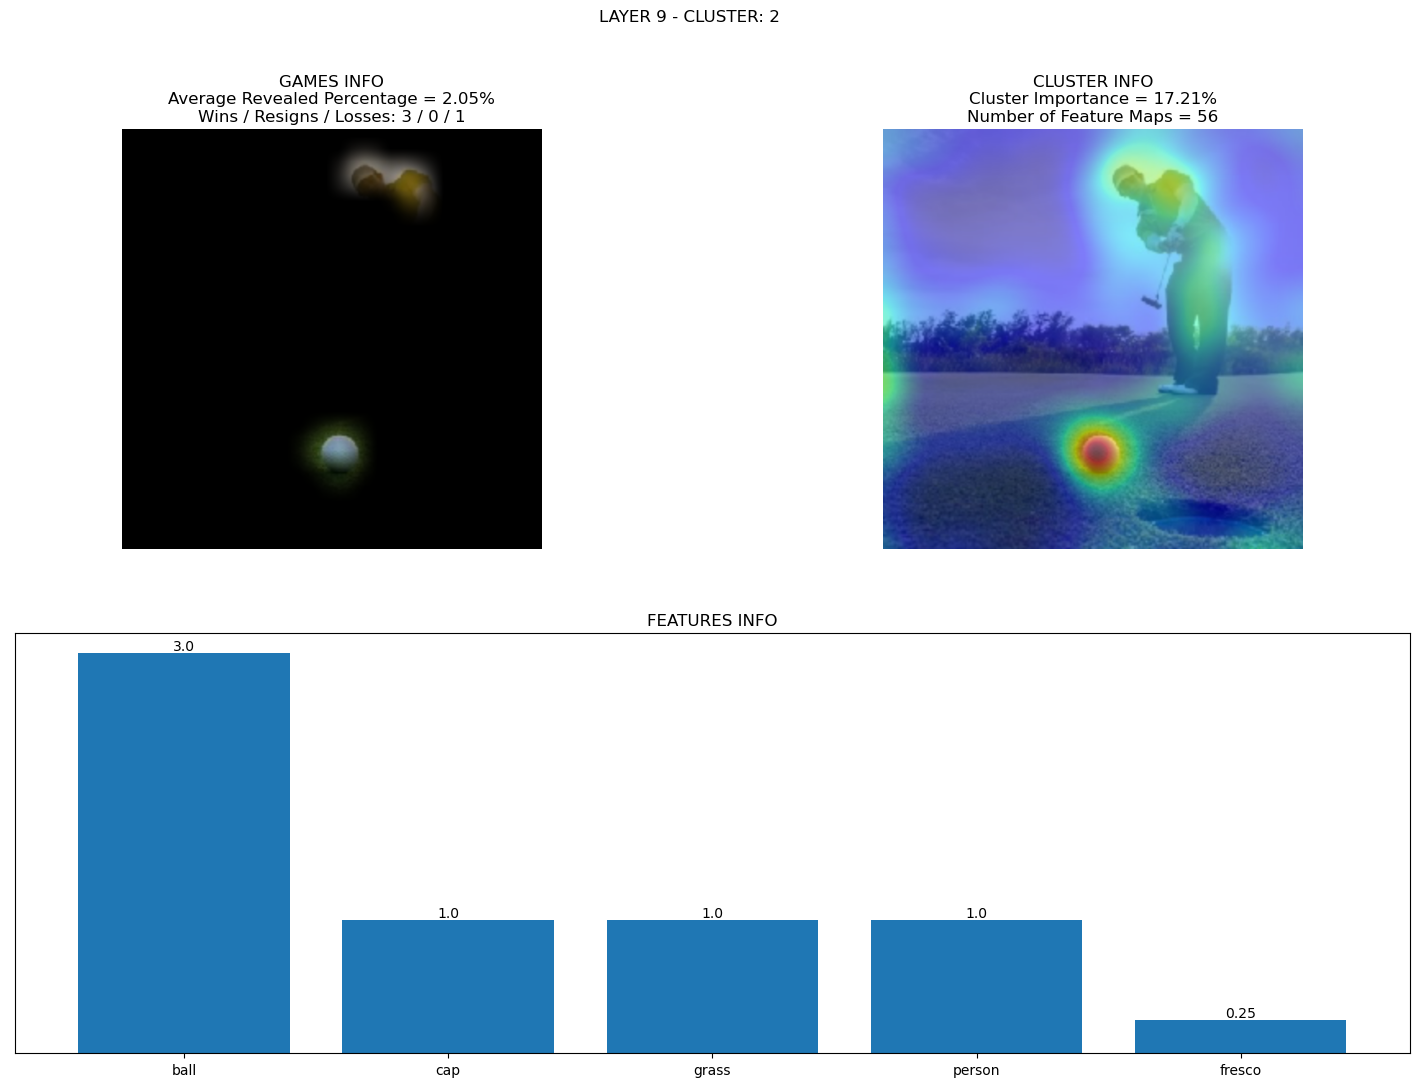 LAYER 9 - CLUSTER: 2
GAMES INFO
Average Revealed Percentage = 2.05%
Wins / Resigns / Losses: 3 / 0 / 1
CLUSTER INFO
Cluster Importance = 17.21%
Number of Feature Maps = 56
FEATURES INFO
3.0
1.0
1.0
1.0
0.25
ball
cap
grass
person
fresco